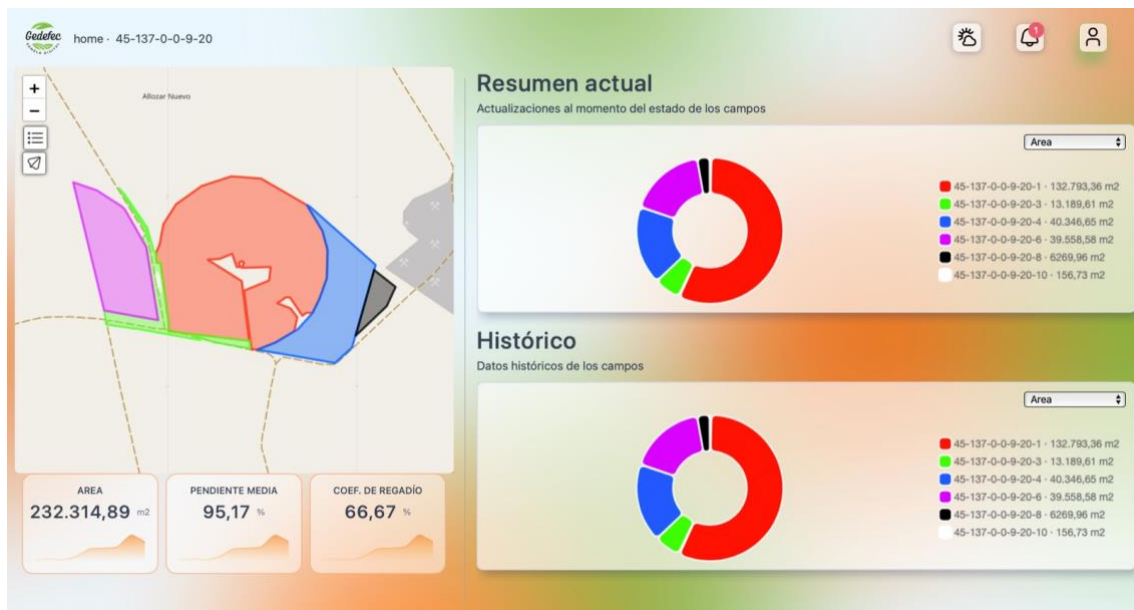 Gedefec
home · 45-137-0-0-9-20
1
+
−
Allozar Nuevo
AREA
232.314,89 m2
PENDIENTE MEDIA
95,17 %
COEF. DE REGADÍO
66,67 %
Resumen actual
Actualizaciones al momento del estado de los campos
Area
45-137-0-0-9-20-1 · 132.793,36 m2
45-137-0-0-9-20-3 · 13.189,61 m2
45-137-0-0-9-20-4 · 40.346,65 m2
45-137-0-0-9-20-6 · 39.558,58 m2
45-137-0-0-9-20-8 · 6269,96 m2
45-137-0-0-9-20-10 · 156,73 m2
Histórico
Datos históricos de los campos
Area
45-137-0-0-9-20-1 · 132.793,36 m2
45-137-0-0-9-20-3 · 13.189,61 m2
45-137-0-0-9-20-4 · 40.346,65 m2
45-137-0-0-9-20-6 · 39.558,58 m2
45-137-0-0-9-20-8 · 6269,96 m2
45-137-0-0-9-20-10 · 156,73 m2